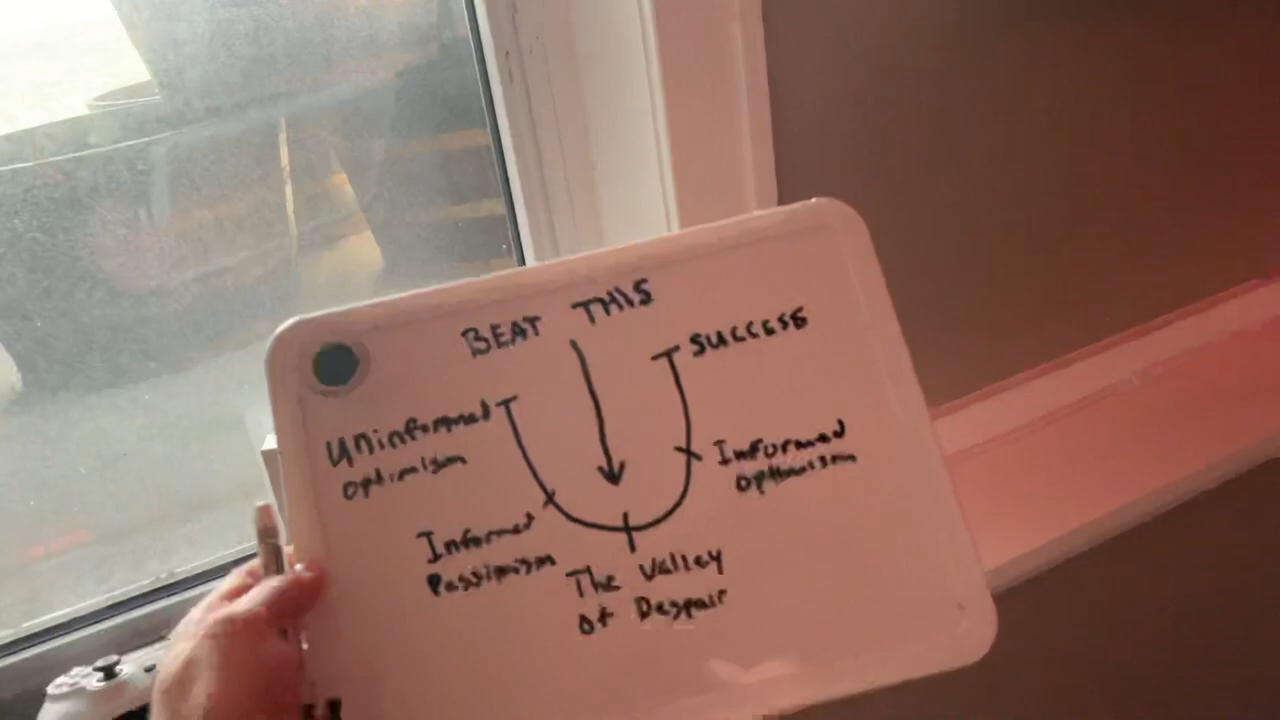 BEAT THIS
SUCCESS
Uninformed
optimism
Informed
optimism
Informed
Pessimism
The Valley
of Despair